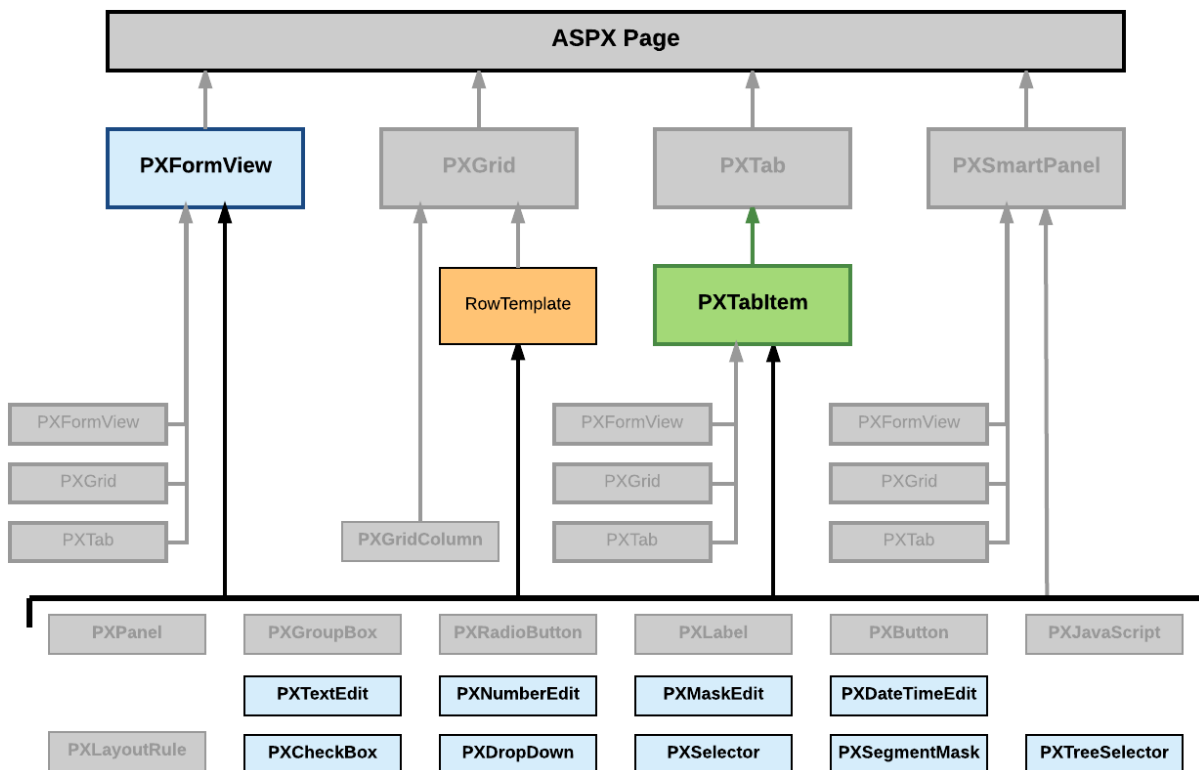 ASPX Page
PXFormView
PXGrid
PXTab
PXSmartPanel
RowTemplate
PXTabItem
PXFormView
PXFormView
PXFormView
PXGrid
PXGrid
PXGrid
PXTab
PXGridColumn
PXTab
PXTab
PXPanel
PXGroupBox
PXRadioButton
PXLabel
PXButton
PXJavaScript
PXTextEdit
PXNumberEdit
PXMaskEdit
PXDateTimeEdit
PXLayoutRule
PXCheckBox
PXDropDown
PXSelector
PXSegmentMask
PXTreeSelector